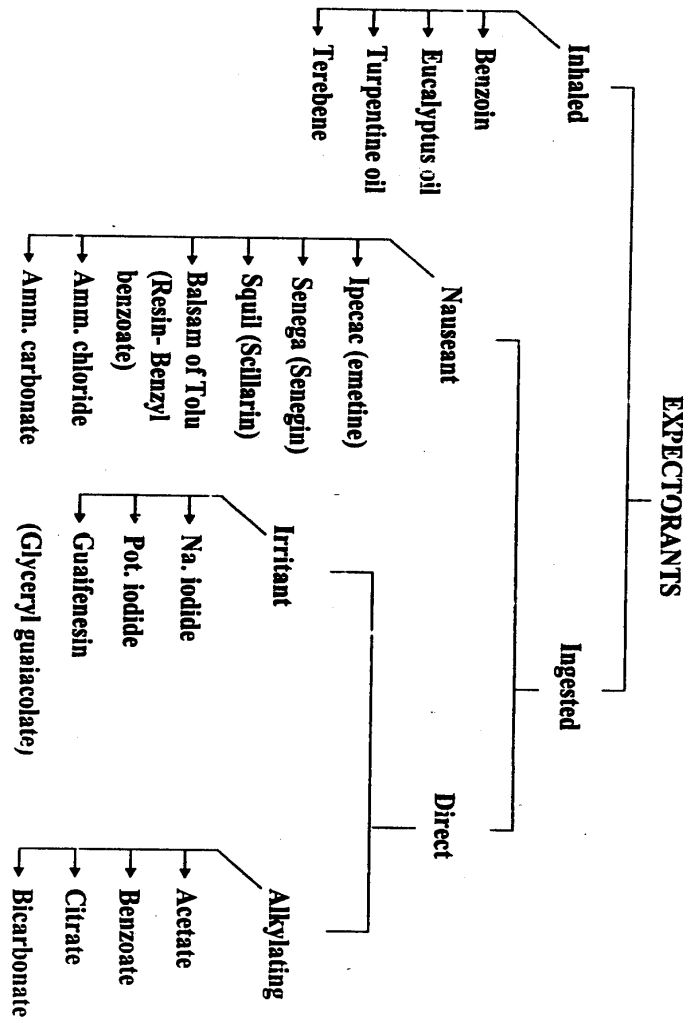 EXPECTORANTS
Inhaled
Benzoin
Eucalyptus oil
Turpentine oil
Terebene
Ingested
Nauseant
Ipecac (emetine)
Senega (Senegin)
Squil (Scillarin)
Balsam of Tolu
(Resin- Benzyl
benzoate)
Amm. chloride
Amm. carbonate
Direct
Irritant
Na. iodide
Pot. iodide
Guaifenesin
(Glyceryl guaiacolate)
Alkylating
Acetate
Benzoate
Citrate
Bicarbonate